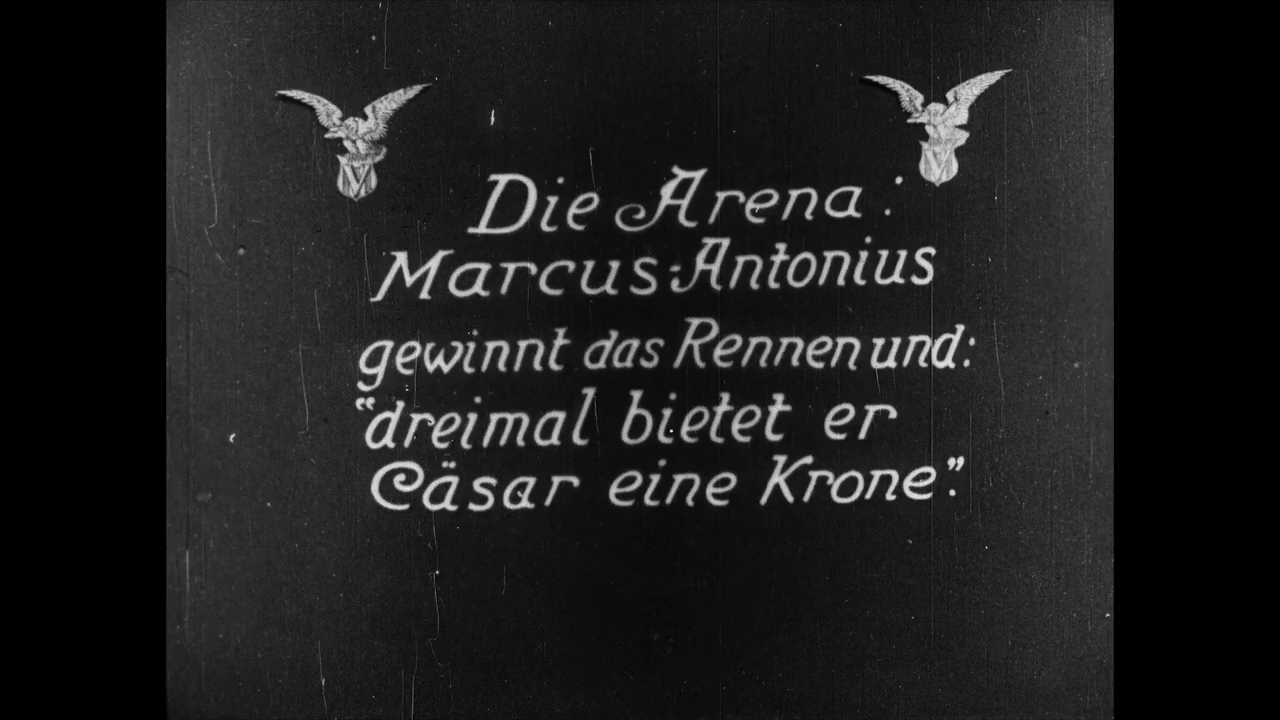 V V
Die Arena:
Marcus-Antonius
gewinnt das Rennen und:
“dreimal bietet er
Cäsar eine Krone”.